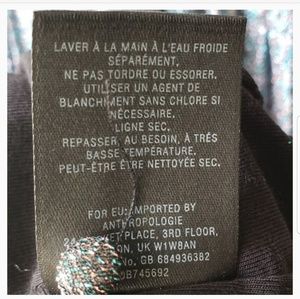 LAVER À LA MAIN À L'EAU FROIDE
SÉPARÉMENT,
NE PAS TORDRE OU ESSORER.
UTILISER UN AGENT DE
BLANCHIMENT SANS CHLORE SI
NÉCESSAIRE.
LIGNE SEC.
REPASSER, AU BESOIN, À TRÉS
BASSE TEMPÉRATURE.
PEUT-ÊTRE ÊTRE NETTOYÉE SEC.
FOR EU: IMPORTED BY
ANTHROPOLOGIE
PLACE, 3RD FLOOR,
UK W1W8AN
No. GB 684936382